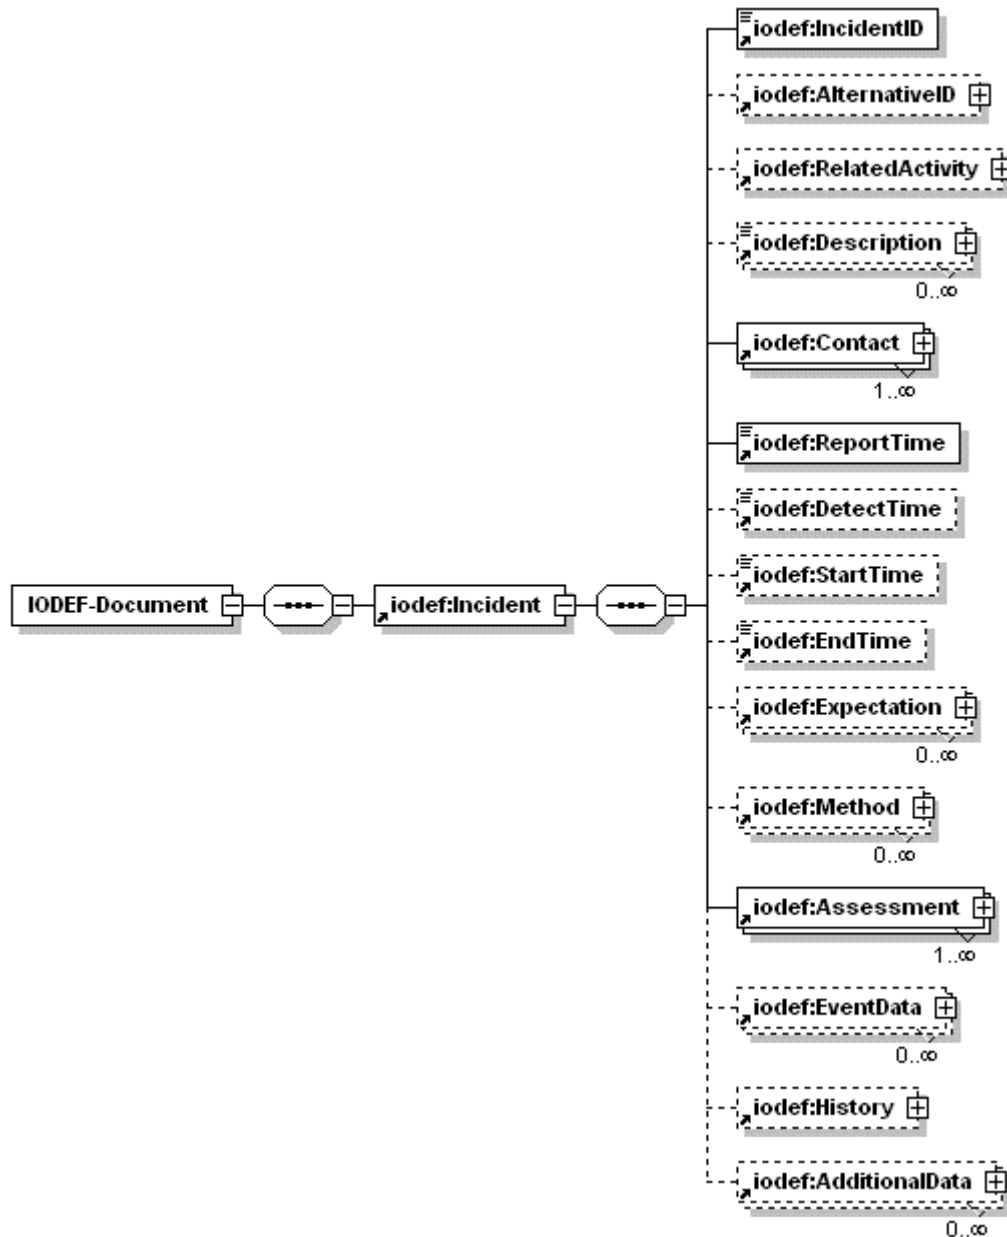 iodef:IncidentID
iodef:AlternativeID
iodef:RelatedActivity
iodef:Description
0..∞
iodef:Contact
1..∞
iodef:ReportTime
iodef:DetectTime
iodef:StartTime
IODEF-Document
iodef:Incident
iodef:EndTime
iodef:Expectation
0..∞
iodef:Method
0..∞
iodef:Assessment
1..∞
iodef:EventData
0..∞
iodef:History
iodef:AdditionalData
0..∞